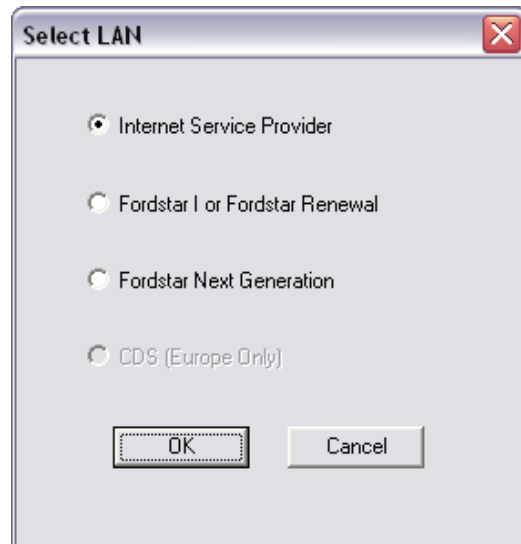 Select LAN
Internet Service Provider
Fordstar I or Fordstar Renewal
Fordstar Next Generation
CDS (Europe Only)
OK Cancel